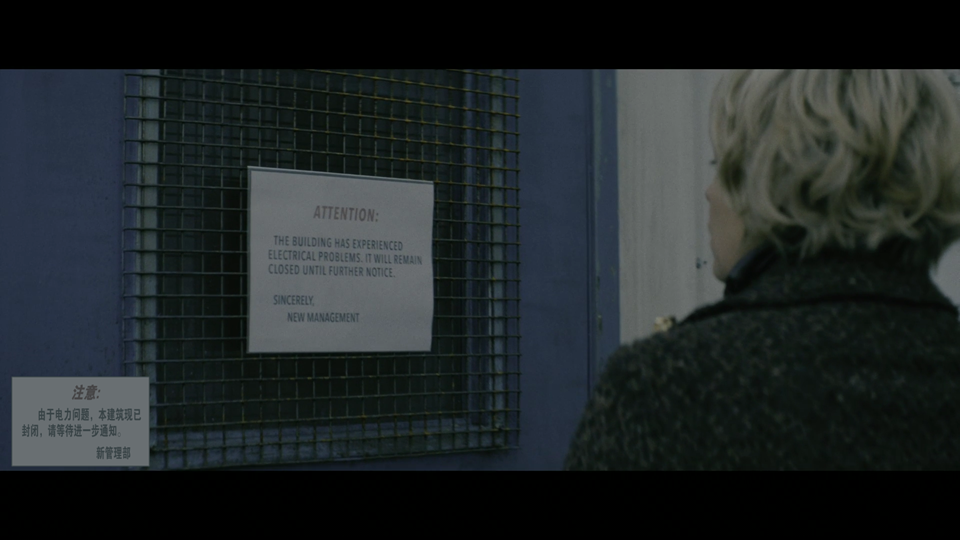 ATTENTION:
THE BUILDING HAS EXPERIENCED
ELECTRICAL PROBLEMS. IT WILL REMAIN
CLOSED UNTIL FURTHER NOTICE.
SINCERELY,
NEW MANAGEMENT
注意:
由于电力问题，本建筑现已
封闭，请等待进一步通知。
新管理部